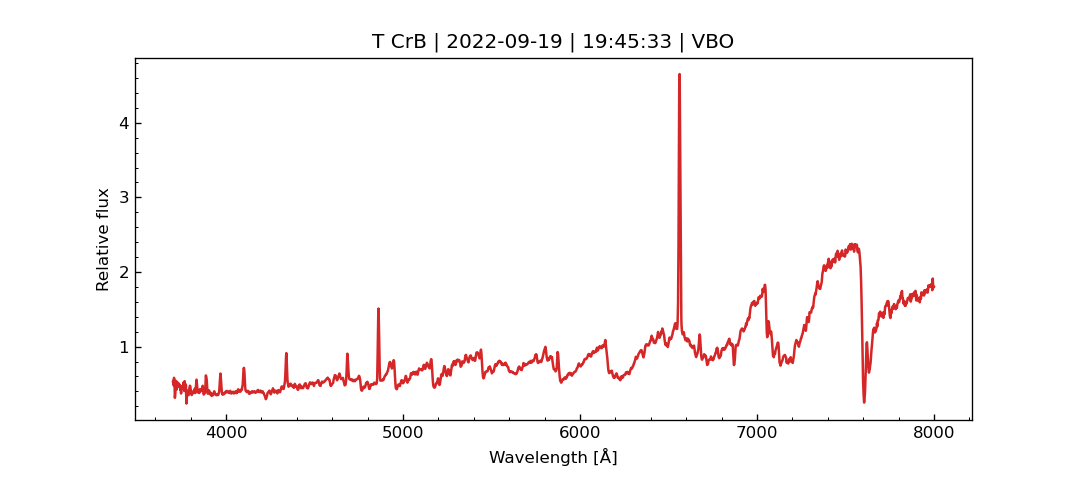 T CrB | 2022-09-19 | 19:45:33 | VBO
4
3
2
1
Relative flux
4000 5000 6000 7000 8000
Wavelength [Å]